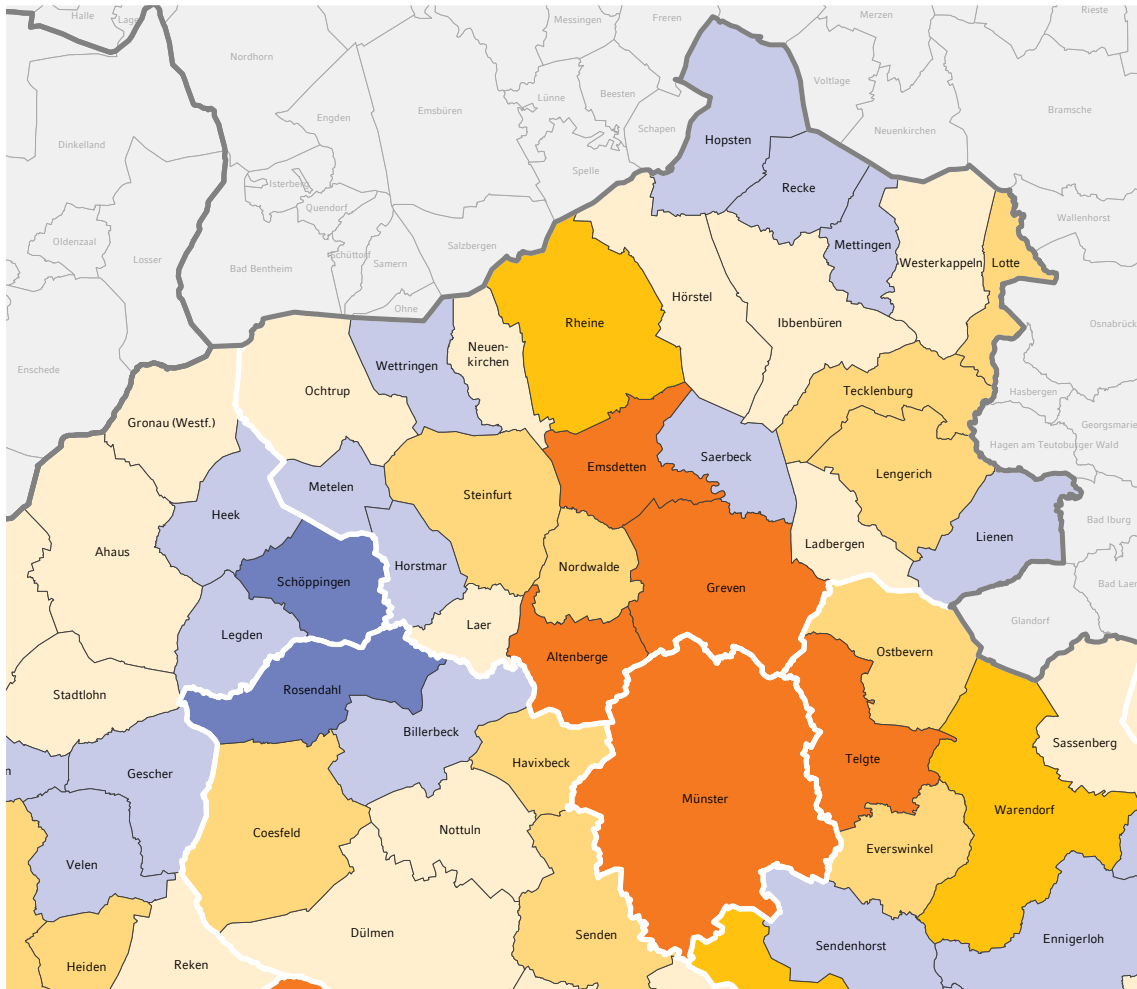 Halle
Lage
Messingen
Freren
Merzen
Rieste
Nordhorn
Lünne
Beesten
Voltlage
Emsbüren
Bramsche
Engden
Schapen
Neuenkirchen
Dinkelland
Hopsten
Spelle
Isterberg
Recke
Quendorf
Wallenhorst
Oldenzaal
Salzbergen
Mettingen
Losser
Schüttorf
Samern
Westerkappeln
Lotte
Bad Bentheim
Hörstel
Ohne
Rheine
Ibbenbüren
Osnabrück
Neuen-
kirchen
Wettringen
Enschede
Ochtrup
Tecklenburg
Hasbergen
Gronau (Westf.)
Georgsmarie
Hagen am Teutoburger Wald
Saerbeck
Emsdetten
Lengerich
Metelen
Steinfurt
Heek
Bad Iburg
Lienen
Ladbergen
Ahaus
Horstmar
Nordwalde
Schöppingen
Bad Laer
Greven
Glandorf
Laer
Legden
Ostbevern
Altenberge
Rosendahl
Stadtlohn
Billerbeck
Sassenberg
Telgte
Havixbeck
n
Gescher
Münster
Warendorf
Nottuln
Coesfeld
Everswinkel
Velen
Dülmen
Senden
Ennigerloh
Sendenhorst
Reken
Heiden